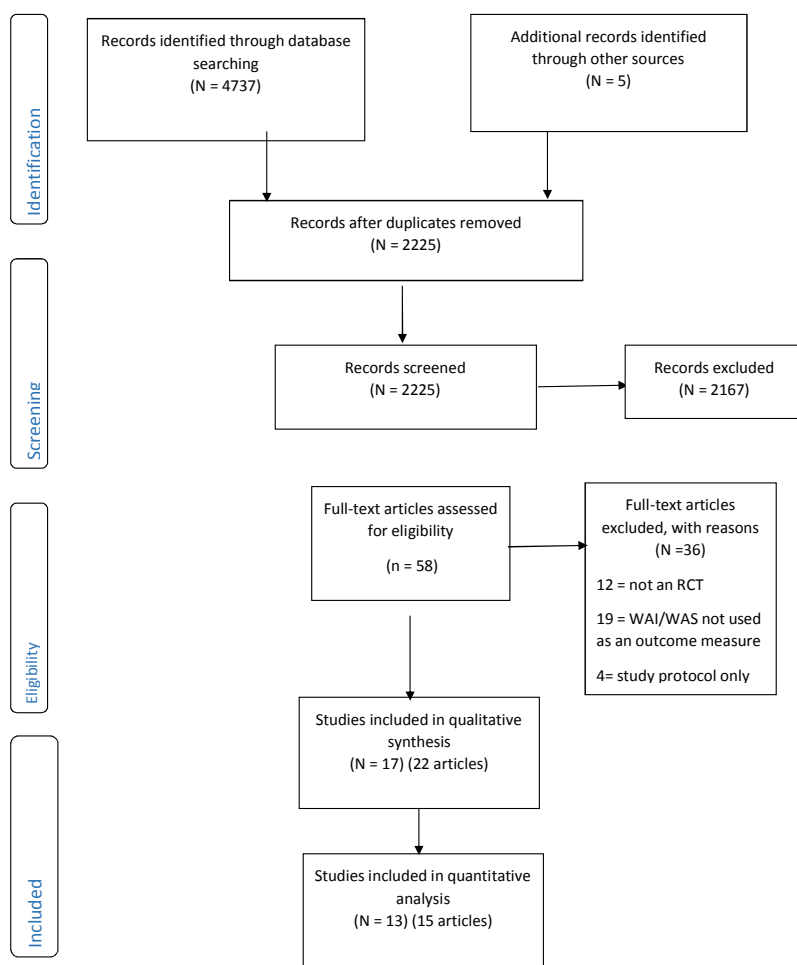 Records identified through database
searching
(N = 4737)
Additional records identified
through other sources
(N = 5)
Identification
Records after duplicates removed
(N = 2225)
Screening
Records screened
(N = 2225)
Records excluded
(N = 2167)
Eligibility
Full-text articles assessed
for eligibility
(n = 58)
Full-text articles
excluded, with reasons
(N =36)
12 = not an RCT
19 = WAI/WAS not used
as an outcome measure
4= study protocol only
Studies included in qualitative
synthesis
(N = 17) (22 articles)
Included
Studies included in quantitative
analysis
(N = 13) (15 articles)